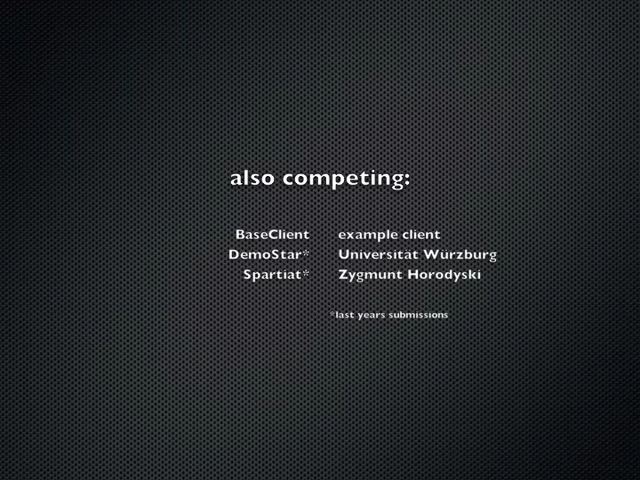 also competing:
BaseClient example client
DemoStar* Universität Würzburg
Spartiat* Zygmunt Horodyski
*last years submissions